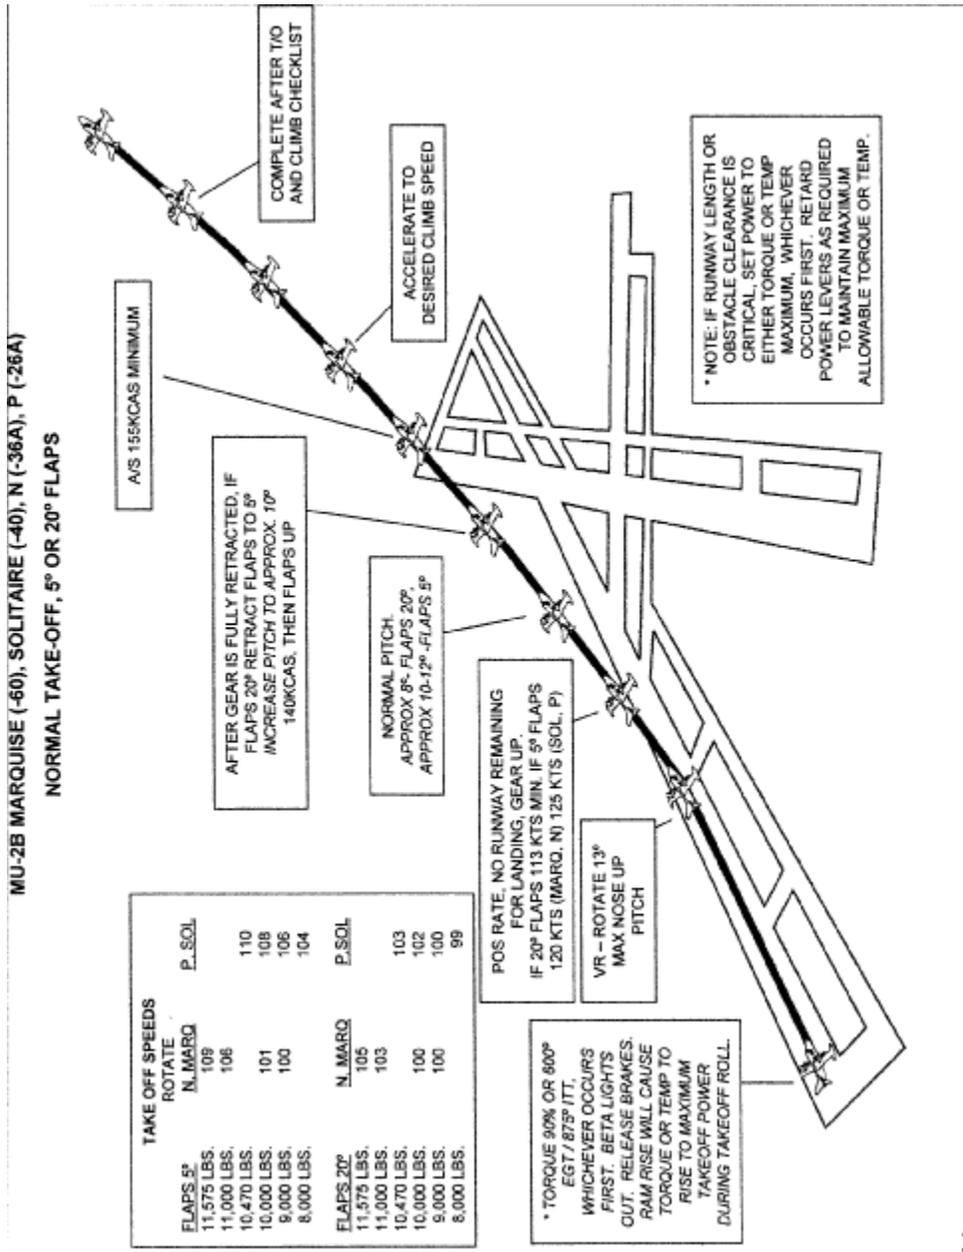 MU-2B MARQUISE (-60), SOLITAIRE (-40), N (-36A), P (-26A)
NORMAL TAKE-OFF, 5º OR 20º FLAPS
TAKE OFF SPEEDS
ROTATE
FLAPS 5º N. MARQ P. SOL
11,575 LBS. 109
11,000 LBS. 106
10,470 LBS. 110
10,000 LBS. 101 108
9,000 LBS. 100 106
8,000 LBS. 104
FLAPS 20º N. MARQ P.SOL
11,575 LBS. 105
11,000 LBS. 103
10,470 LBS. 103
10,000 LBS. 100 102
9,000 LBS. 100 100
8,000 LBS. 99
* TORQUE 90% OR 600º
EGT / 875º ITT,
WHICHEVER OCCURS
FIRST. BETA LIGHTS
OUT. RELEASE BRAKES.
RAM RISE WILL CAUSE
TORQUE OR TEMP TO
RISE TO MAXIMUM
TAKEOFF POWER
DURING TAKEOFF ROLL.
VR – ROTATE 13º
MAX NOSE UP
PITCH
POS RATE, NO RUNWAY REMAINING
FOR LANDING, GEAR UP.
IF 20º FLAPS 113 KTS MIN. IF 5º FLAPS
120 KTS (MARQ, N) 125 KTS (SOL, P)
NORMAL PITCH.
APPROX 8º- FLAPS 20º,
APPROX 10-12º -FLAPS 5º
AFTER GEAR IS FULLY RETRACTED, IF
FLAPS 20º RETRACT FLAPS TO 5º
INCREASE PITCH TO APPROX. 10º
140KCAS, THEN FLAPS UP
A/S 155KCAS MINIMUM
ACCELERATE TO
DESIRED CLIMB SPEED
COMPLETE AFTER T/O
AND CLIMB CHECKLIST
* NOTE: IF RUNWAY LENGTH OR
OBSTACLE CLEARANCE IS
CRITICAL, SET POWER TO
EITHER TORQUE OR TEMP
MAXIMUM, WHICHEVER
OCCURS FIRST. RETARD
POWER LEVERS AS REQUIRED
TO MAINTAIN MAXIMUM
ALLOWABLE TORQUE OR TEMP.